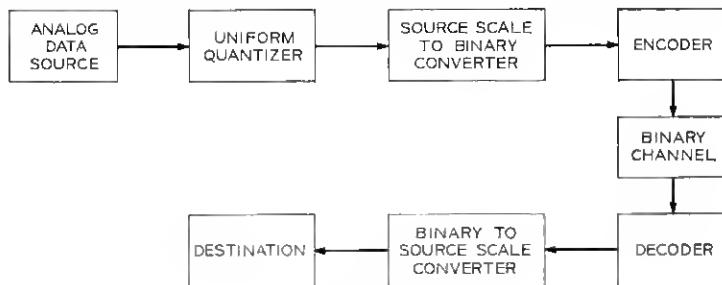 ANALOG
DATA
SOURCE
UNIFORM
QUANTIZER
SOURCE SCALE
TO BINARY
CONVERTER
ENCODER
BINARY
CHANNEL
DESTINATION
BINARY TO
SOURCE SCALE
CONVERTER
DECODER